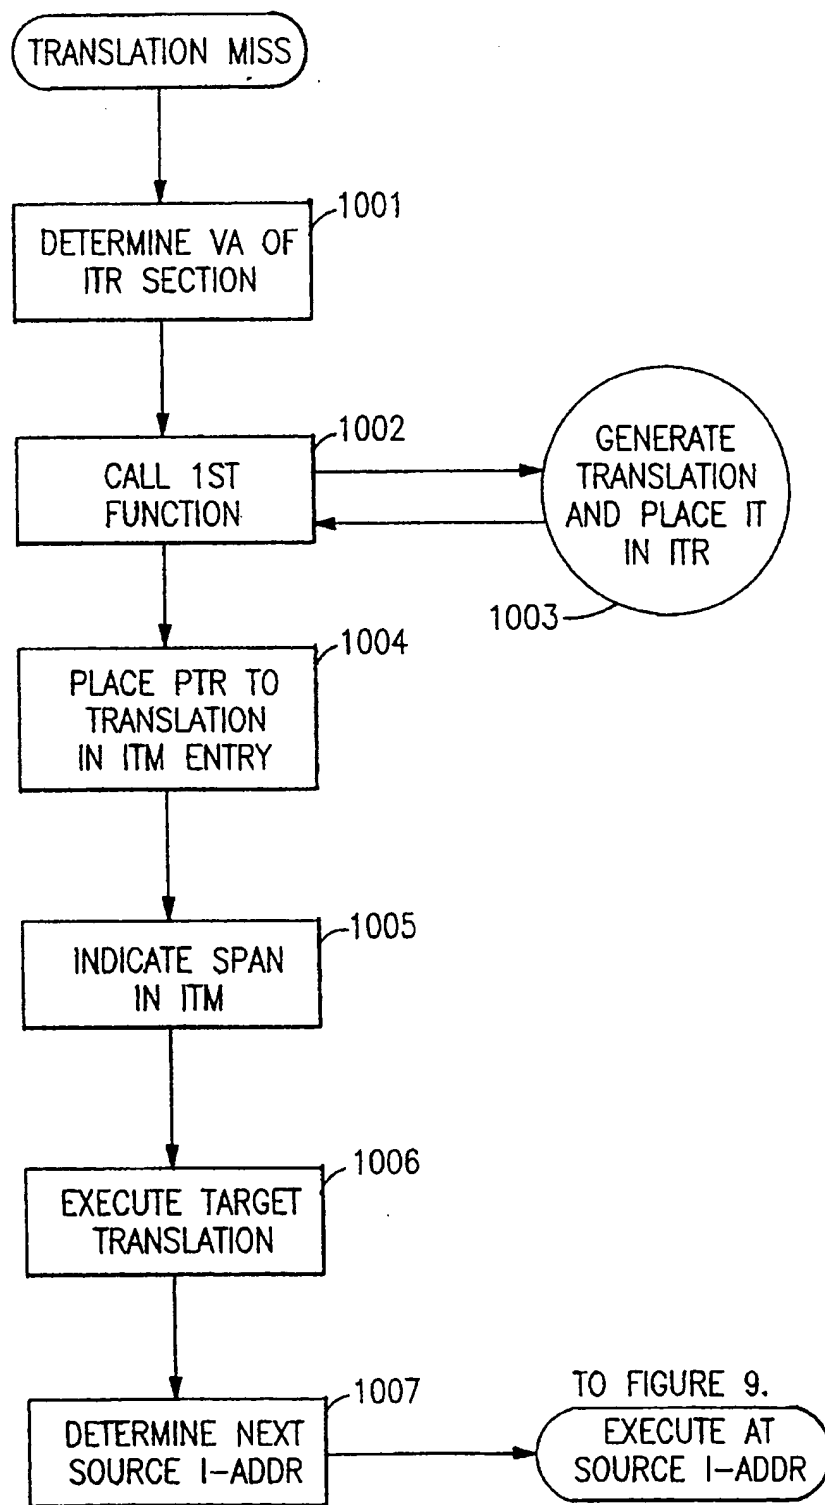 TRANSLATION MISS
1001
DETERMINE VA OF
ITR SECTION
1002
CALL 1ST
FUNCTION
GENERATE
TRANSLATION
AND PLACE IT
IN ITR
1003
1004
PLACE PTR TO
TRANSLATION
IN ITM ENTRY
1005
INDICATE SPAN
IN ITM
1006
EXECUTE TARGET
TRANSLATION
1007
DETERMINE NEXT
SOURCE I-ADDR
TO FIGURE 9.
EXECUTE AT
SOURCE I-ADDR